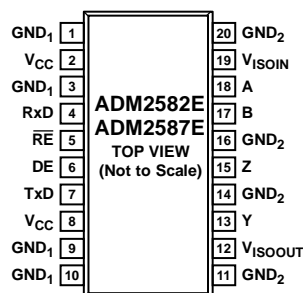 GND1 1
VCC 2
GND1 3
RxD 4
RE 5
DE 6
TxD 7
VCC 8
GND1 9
GND1 10
ADM2582E
ADM2587E
TOP VIEW
(Not to Scale)
20 GND2
19 VISOIN
18 A
17 B
16 GND2
15 Z
14 GND2
13 Y
12 VISOOUT
11 GND2